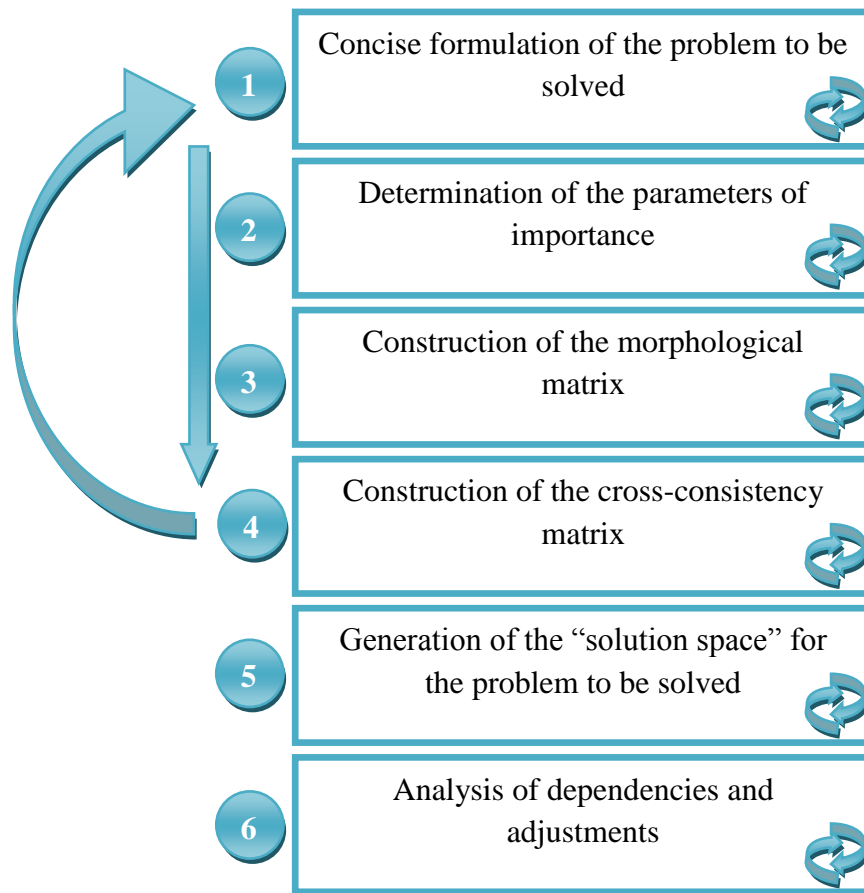 1
Concise formulation of the problem to be
solved
2
Determination of the parameters of
importance
3
Construction of the morphological
matrix
4
Construction of the cross-consistency
matrix
5
Generation of the “solution space” for
the problem to be solved
6
Analysis of dependencies and
adjustments